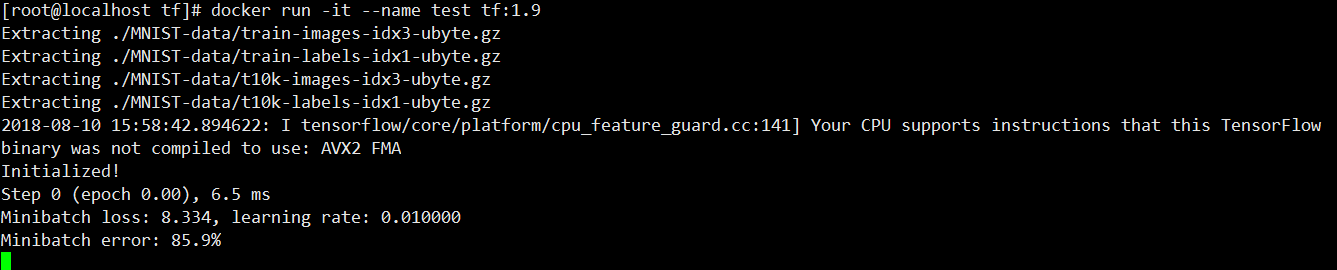 [root@localhost tf]# docker run -it --name test tf:1.9
Extracting ./MNIST-data/train-images-idx3-ubyte.gz
Extracting ./MNIST-data/train-labels-idx1-ubyte.gz
Extracting ./MNIST-data/t10k-images-idx3-ubyte.gz
Extracting ./MNIST-data/t10k-labels-idx1-ubyte.gz
2018-08-10 15:58:42.894622: I tensorflow/core/platform/cpu_feature_guard.cc:141] Your CPU supports instructions that this TensorFlow
binary was not compiled to use: AVX2 FMA
Initialized!
Step 0 (epoch 0.00), 6.5 ms
Minibatch loss: 8.334, learning rate: 0.010000
Minibatch error: 85.9%